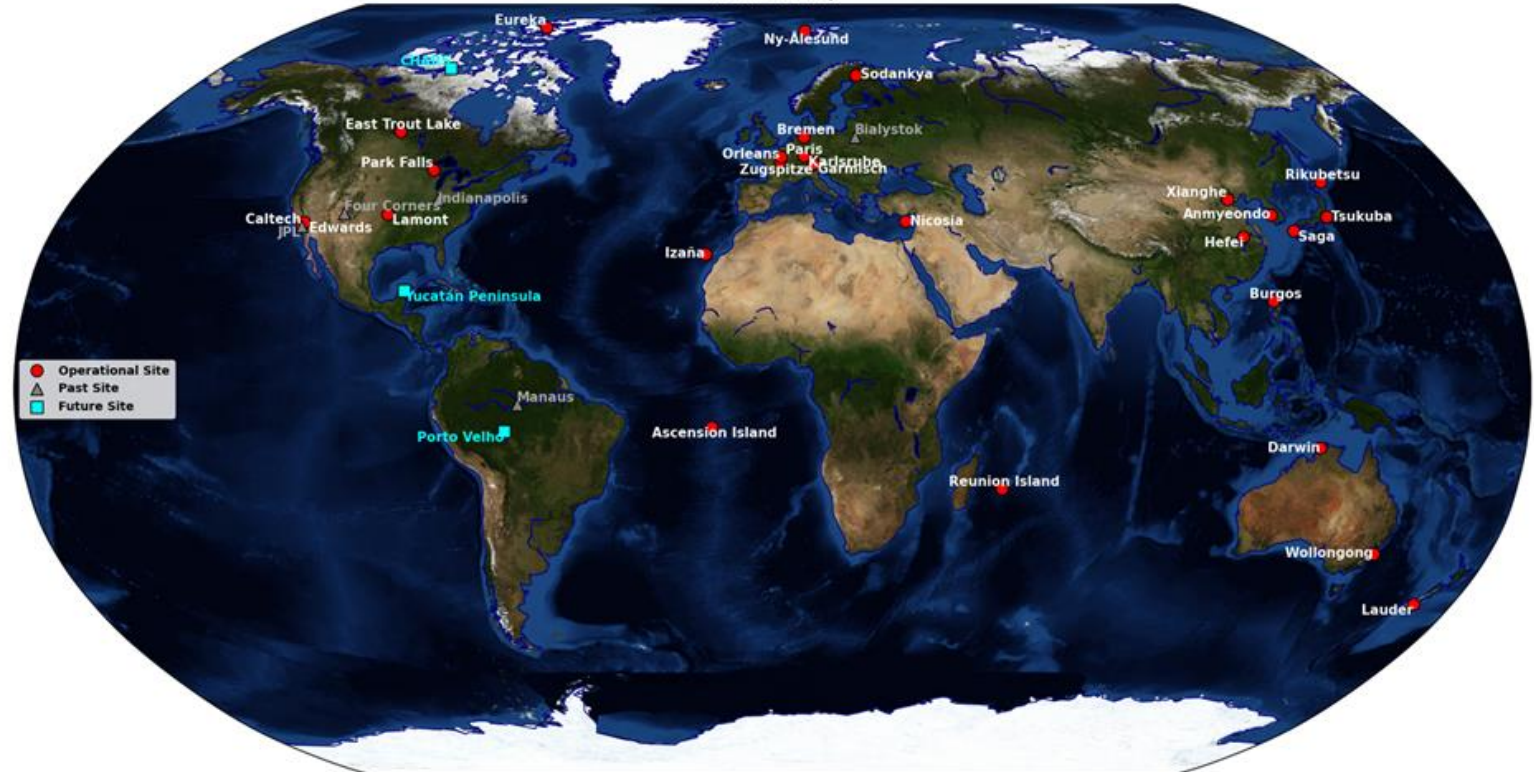 Eureka
Ny-Ålesund
Sodankya
East Trout Lake
Bremen
Bialystok
Park Falls
Orleans
Paris
Karlsruhe
Zugspitze
Garmisch
Rikubetsu
Xianghe
Indianapolis
Four Corners
Anmyeondo
Tsukuba
Caltech
Lamont
Nicosia
JPL
Edwards
Saga
Hefei
Izaña
Burgos
Yucatán Peninsula
Operational Site
Past Site
Future Site
Manaus
Porto Velho
Ascension Island
Darwin
Reunion Island
Wollongong
Lauder